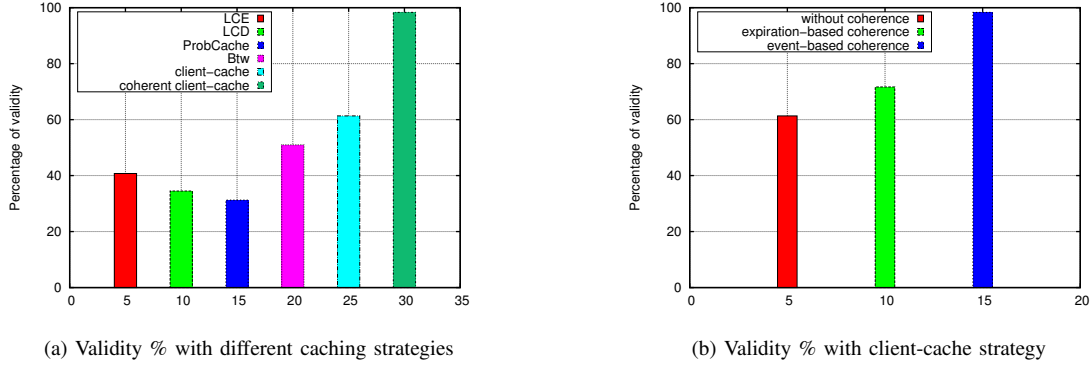 100
80
60
40
20
0
Percentage of validity
LCE
LCD
ProbCache
Btw
client-cache
coherent client-cache
0 5 10 15 20 25 30 35
(a) Validity % with different caching strategies
100
80
60
40
20
0
Percentage of validity
without coherence
expiration-based coherence
event-based coherence
0 5 10 15 20
(b) Validity % with client-cache strategy